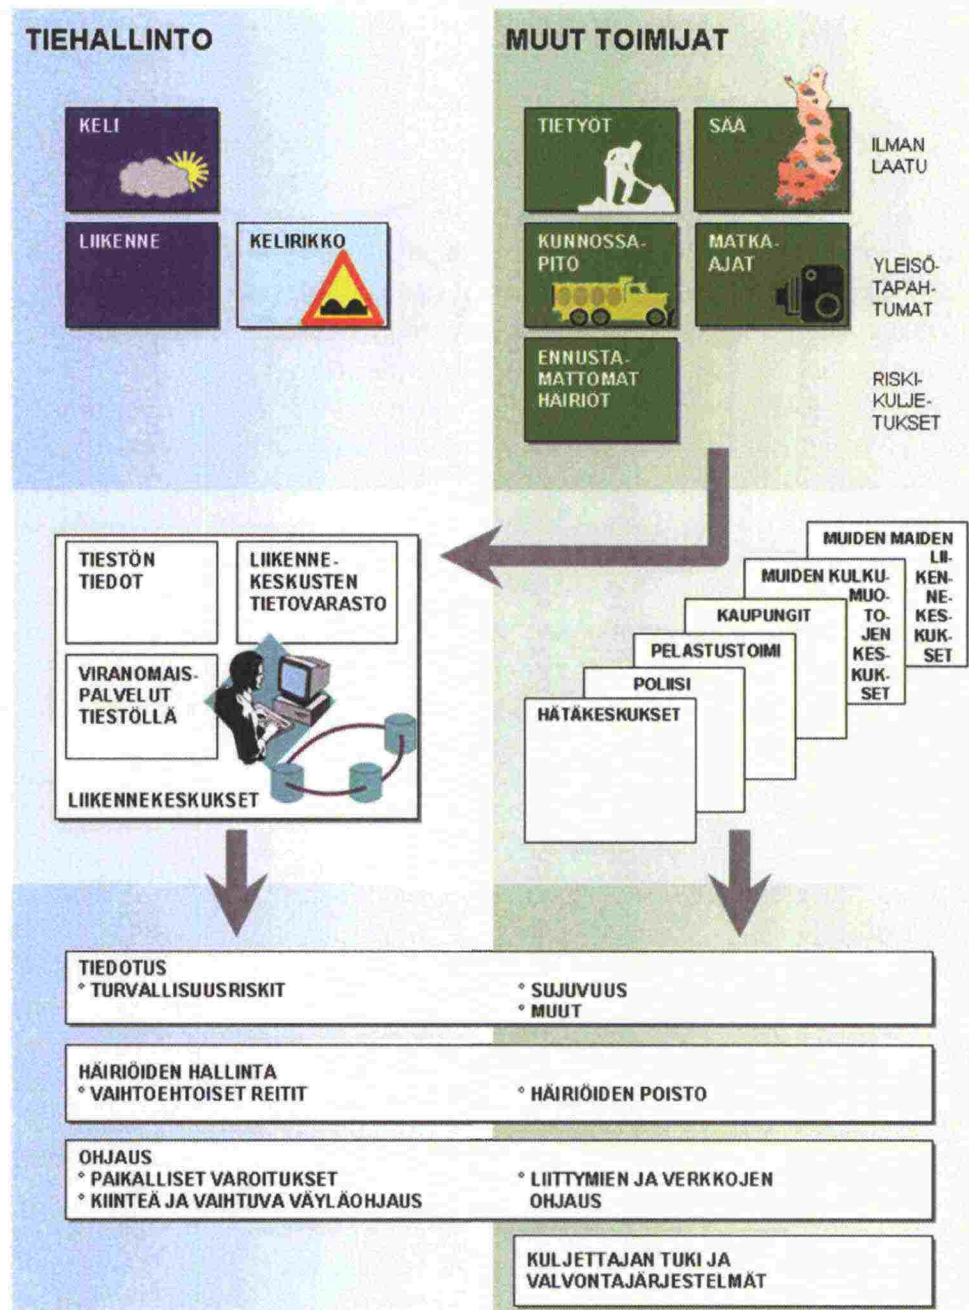 TIEHALLINTO
KELI
LIIKENNE
KELIRIKKO
MUUT TOIMIJAT
TIETYÖT
SÄÄ
ILMAN
LAATU
KUNNOSSA-
PITO
MATKA-
AJAT
YLEISÖ-
TAPAH-
TUMAT
ENNUSTA-
MATTOMAT
HÄIRIÖT
RISKI-
KULJE-
TUKSET
TIESTÖN
TIEDOT
LIIKENNE-
KESKUSTEN
TIETOVARASTO
VIRANOMAIS-
PALVELUT
TIESTÖLLÄ
LIIKENNEKESKUKSET
MUIDEN MAIDEN
LII-
KEN-
NE-
KES-
KUK-
SET
MUIDEN KULKU-
MUO-
TO-
JEN
KES-
KUK-
SET
KAUPUNGIT
PELASTUSTOIMI
POLIISI
HÄTÄKESKUKSET
TIEDOTUS
° TURVALLISUUSRISKIT
° SUJUVUUS
° MUUT
HÄIRIÖIDEN HALLINTA
° VAIHTOEHTOISET REITIT
° HÄIRIÖIDEN POISTO
OHJAUS
° PAIKALLISET VAROITUKSET
° KIINTEÄ JA VAIHTUVA VÄYLÄOHJAUS
° LIITTYMIEN JA VERKKOJEN
OHJAUS
KULJETTAJAN TUKI JA
VALVONTAJÄRJESTELMÄT